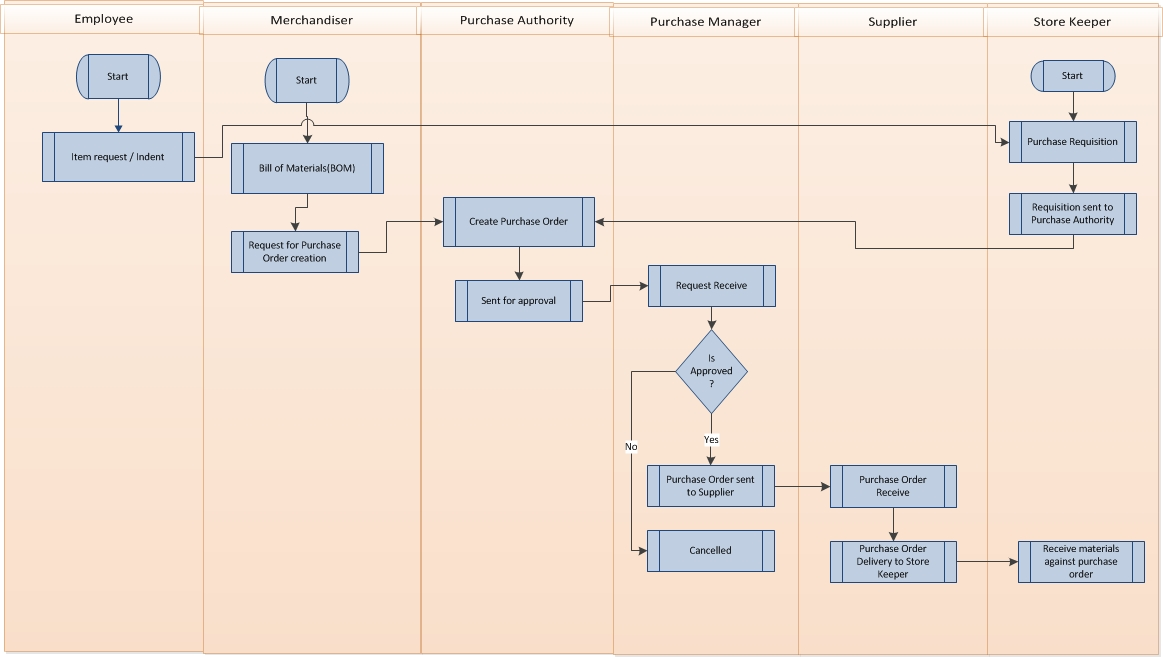 Employee
Merchandiser
Purchase Authority
Purchase Manager
Supplier
Store Keeper
Start
Start
Start
Item request / Indent
Bill of Materials(BOM)
Purchase Requisition
Requisition sent to
Purchase Authority
Create Purchase Order
Request for Purchase
Order creation
Sent for approval
Request Receive
Is
Approved
?
No
Yes
Purchase Order sent
to Supplier
Purchase Order
Receive
Cancelled
Purchase Order
Delivery to Store
Keeper
Receive materials
against purchase
order